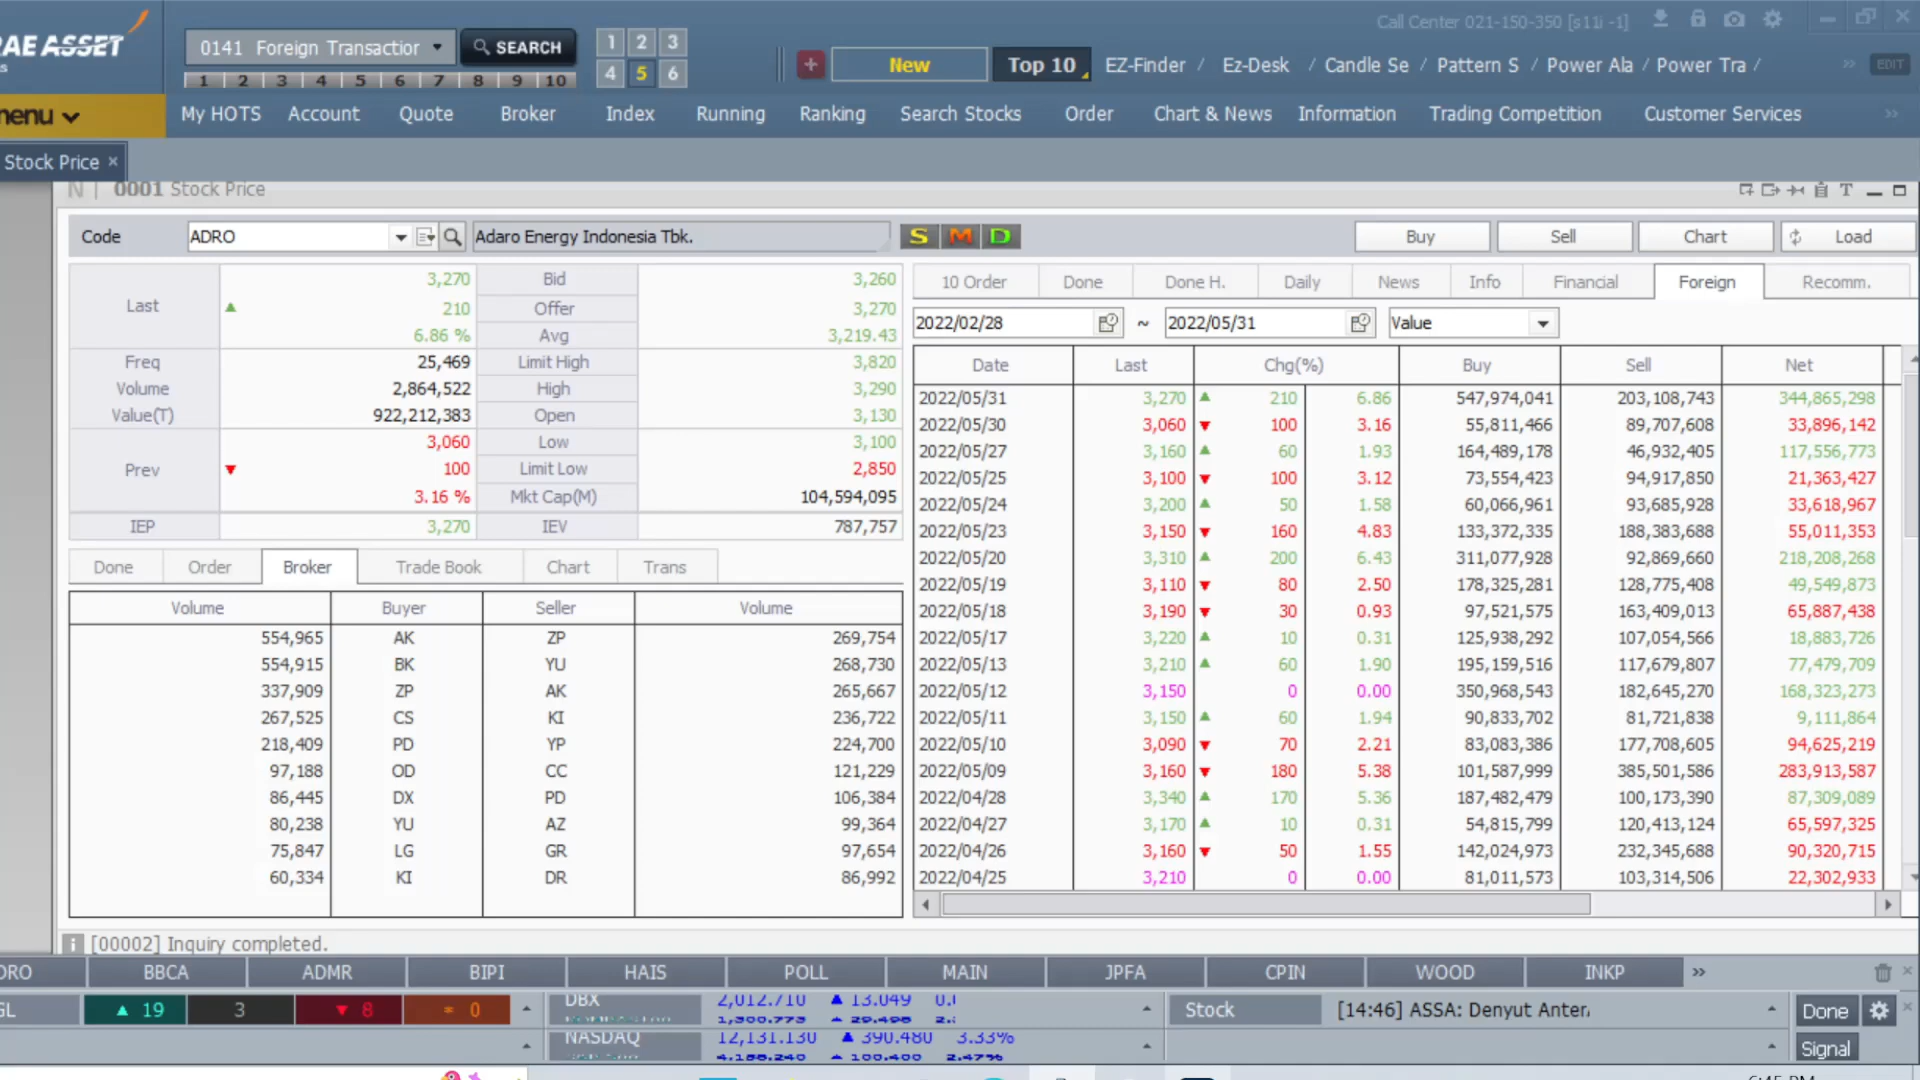 Call Center 021-150-350 [s11i -1]
RAE ASSET
0141 Foreign Transactior SEARCH
1 2 3
4 5 6
1 2 3 4 5 6 7 8 9 10
+ New Top 10 EZ-Finder / Ez-Desk / Candle Se / Pattern S / Power Ala / Power Tra / » EDIT
menu My HOTS Account Quote Broker Index Running Ranking Search Stocks Order Chart & News Information Trading Competition Customer Services »
Stock Price ×
N | 0001 Stock Price
Code ADRO Adaro Energy Indonesia Tbk. S M D Buy Sell Chart Load
Last 3,270 Bid 3,260
▲ 210 Offer 3,270
6.86 % Avg 3,219.43
Freq 25,469 Limit High 3,820
Volume 2,864,522 High 3,290
Value(T) 922,212,383 Open 3,130
Prev 3,060 Low 3,100
▼ 100 Limit Low 2,850
3.16 % Mkt Cap(M) 104,594,095
IEP 3,270 IEV 787,757
Done Order Broker Trade Book Chart Trans
Volume Buyer Seller Volume
554,965 AK ZP 269,754
554,915 BK YU 268,730
337,909 ZP AK 265,667
267,525 CS KI 236,722
218,409 PD YP 224,700
97,188 OD CC 121,229
86,445 DX PD 106,384
80,238 YU AZ 99,364
75,847 LG GR 97,654
60,334 KI DR 86,992
10 Order Done Done H. Daily News Info Financial Foreign Recomm.
2022/02/28 ~ 2022/05/31 Value
Date Last Chg(%) Buy Sell Net
2022/05/31 3,270 ▲ 210 6.86 547,974,041 203,108,743 344,865,298
2022/05/30 3,060 ▼ 100 3.16 55,811,466 89,707,608 33,896,142
2022/05/27 3,160 ▲ 60 1.93 164,489,178 46,932,405 117,556,773
2022/05/25 3,100 ▼ 100 3.12 73,554,423 94,917,850 21,363,427
2022/05/24 3,200 ▲ 50 1.58 60,066,961 93,685,928 33,618,967
2022/05/23 3,150 ▼ 160 4.83 133,372,335 188,383,688 55,011,353
2022/05/20 3,310 ▲ 200 6.43 311,077,928 92,869,660 218,208,268
2022/05/19 3,110 ▼ 80 2.50 178,325,281 128,775,408 49,549,873
2022/05/18 3,190 ▼ 30 0.93 97,521,575 163,409,013 65,887,438
2022/05/17 3,220 ▲ 10 0.31 125,938,292 107,054,566 18,883,726
2022/05/13 3,210 ▲ 60 1.90 195,159,516 117,679,807 77,479,709
2022/05/12 3,150 0 0.00 350,968,543 182,645,270 168,323,273
2022/05/11 3,150 ▲ 60 1.94 90,833,702 81,721,838 9,111,864
2022/05/10 3,090 ▼ 70 2.21 83,083,386 177,708,605 94,625,219
2022/05/09 3,160 ▼ 180 5.38 101,587,999 385,501,586 283,913,587
2022/04/28 3,340 ▲ 170 5.36 187,482,479 100,173,390 87,309,089
2022/04/27 3,170 ▲ 10 0.31 54,815,799 120,413,124 65,597,325
2022/04/26 3,160 ▼ 50 1.55 142,024,973 232,345,688 90,320,715
2022/04/25 3,210 0 0.00 81,011,573 103,314,506 22,302,933
[00002] Inquiry completed.
DRO BBCA ADMR BIPI HAIS POLL MAIN JPFA CPIN WOOD INKP »
GL ▲ 19 3 ▼ 8 = 0 DBX 2,012.710 ▲ 13.049 Stock [14:46] ASSA: Denyut Anter. Done
NASDAQ 12,131.130 ▲ 390.480 3.33% Signal